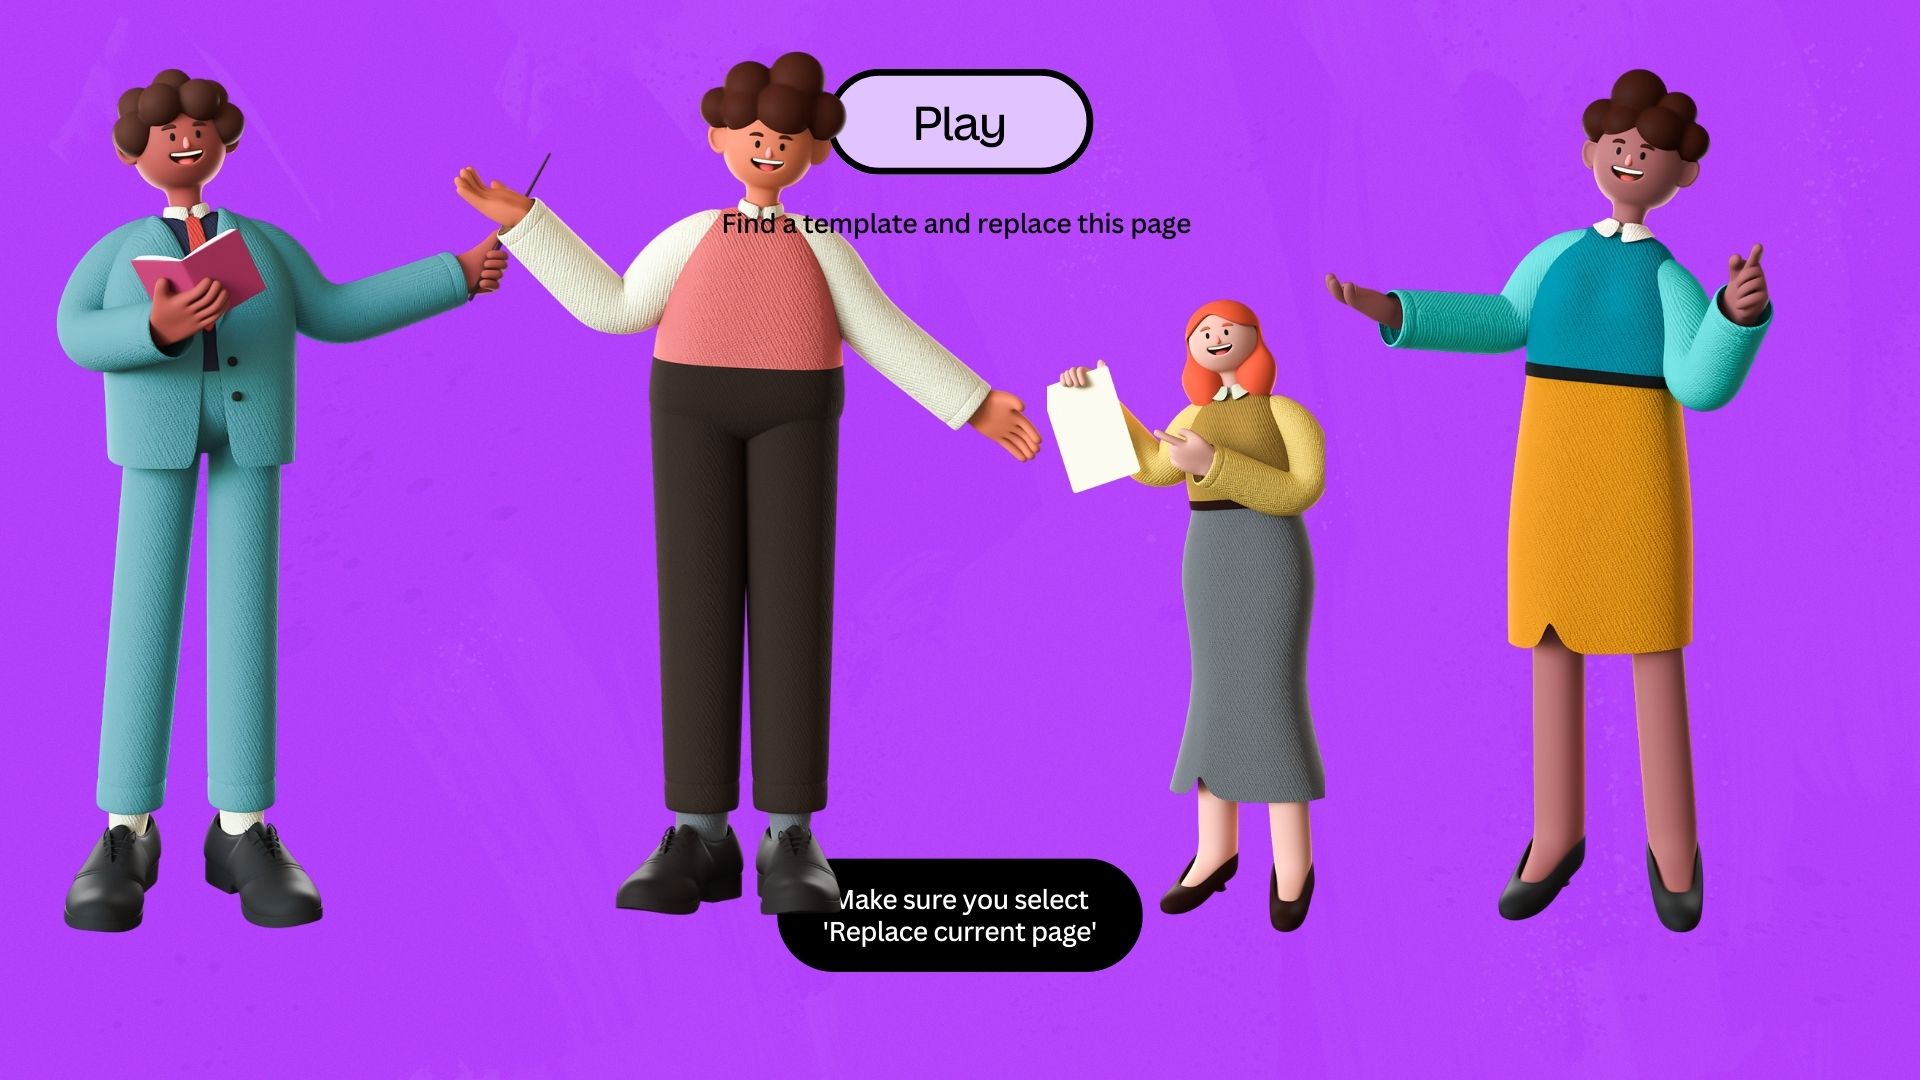 Play
Find a template and replace this page
Make sure you select
'Replace current page'